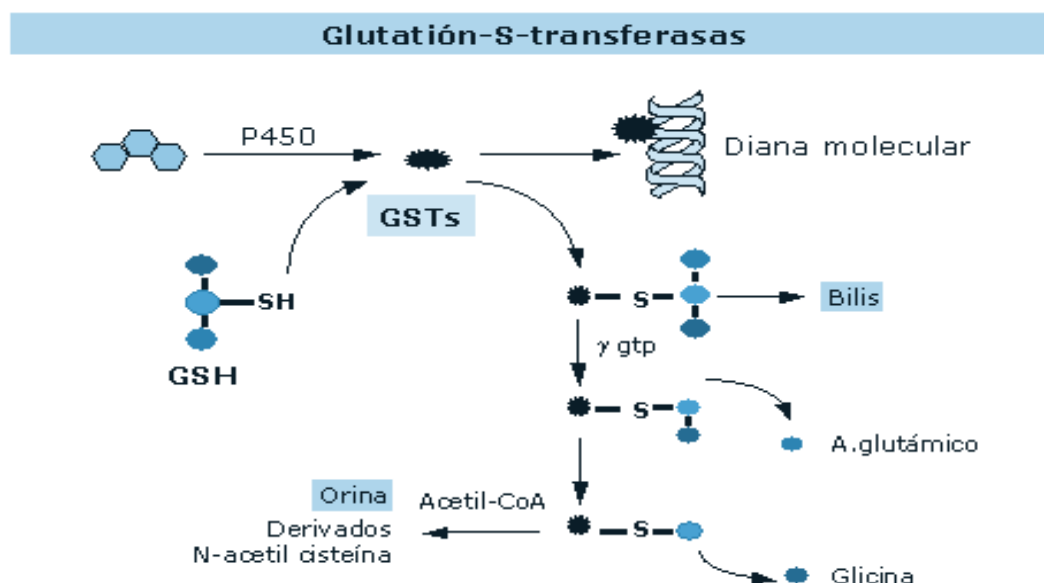 Glutatión-S-transferasas
P450
Diana molecular
GSTs
SH
GSH
S
Bilis
γ gtp
S
A.glutámico
Orina
Acetil-CoA
Derivados
N-acetil cisteína
S
Glicina